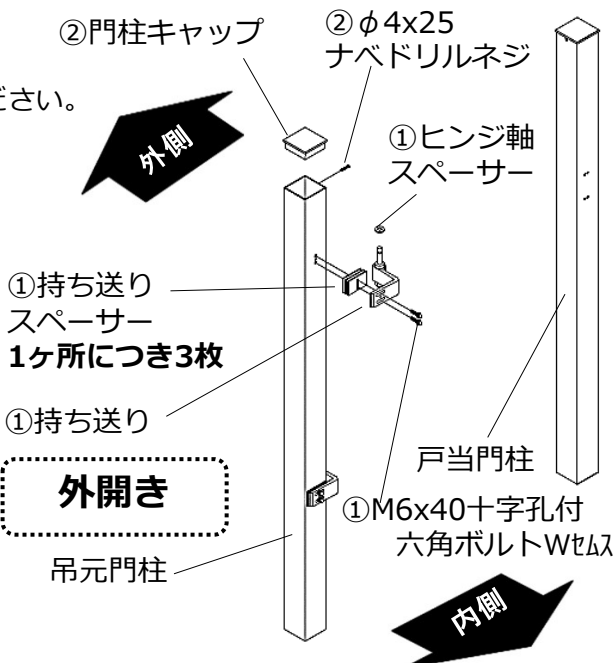 ②門柱キャップ
②φ4x25
ナベドリルネジ
ださい。
外側
①ヒンジ軸
スペーサー
①持ち送り
スペーサー
1ヶ所につき3枚
①持ち送り
外開き
吊元門柱
戸当門柱
①M6x40十字孔付
六角ボルトWｾﾑｽ
内側